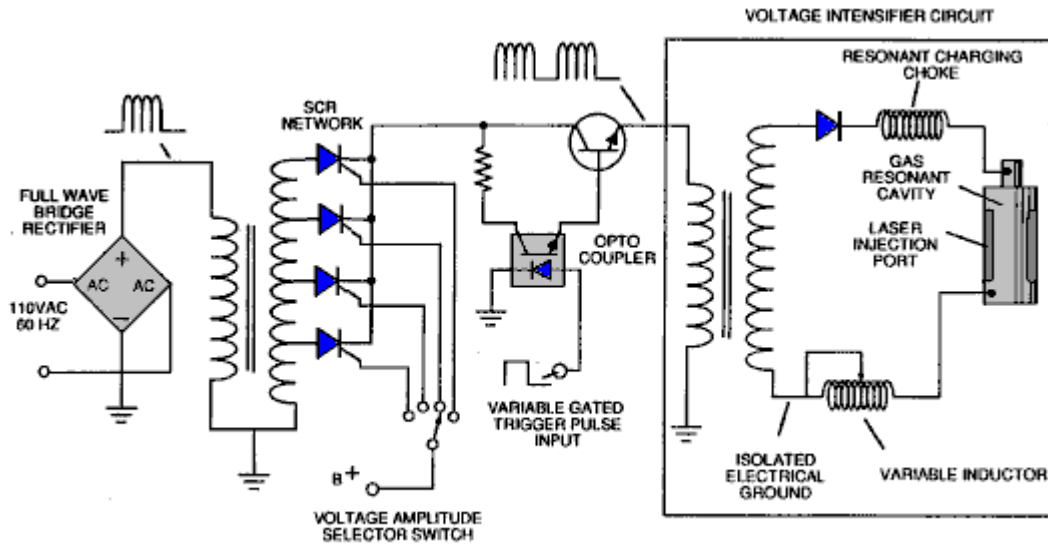 VOLTAGE INTENSIFIER CIRCUIT
RESONANT CHARGING
CHOKE
SCR
NETWORK
FULL WAVE
BRIDGE
RECTIFIER
GAS
RESONANT
CAVITY
OPTO
COUPLER
LASER
INJECTION
PORT
+
AC AC
−
110VAC
60 HZ
VARIABLE GATED
TRIGGER PULSE
INPUT
ISOLATED
ELECTRICAL
GROUND
VARIABLE INDUCTOR
B+
VOLTAGE AMPLITUDE
SELECTOR SWITCH